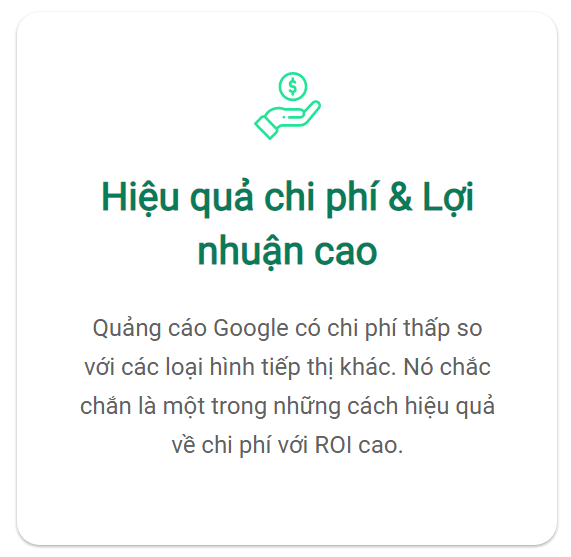 $
Hiệu quả chi phí & Lợi
nhuận cao
Quảng cáo Google có chi phí thấp so
với các loại hình tiếp thị khác. Nó chắc
chắn là một trong những cách hiệu quả
về chi phí với ROI cao.